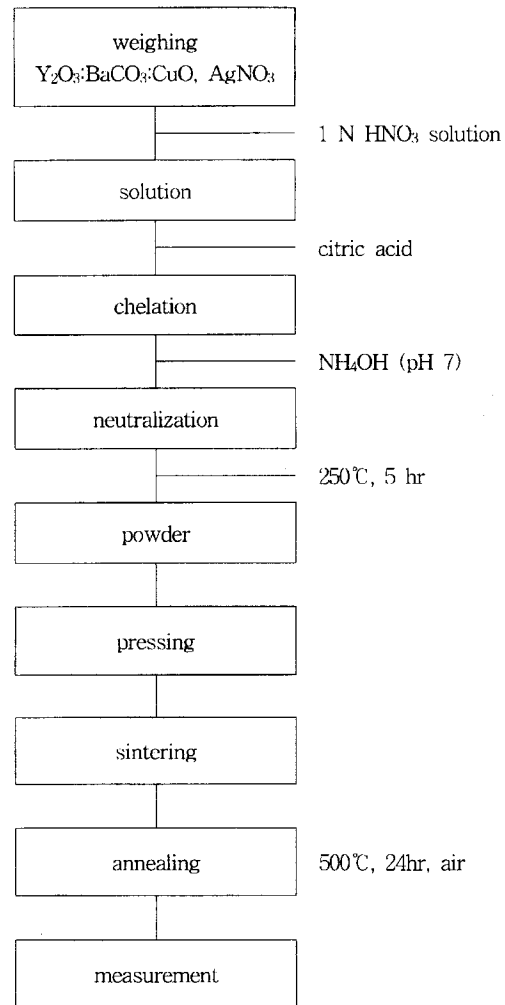 weighing
Y₂O₃:BaCO₃:CuO, AgNO₃
1 N HNO₃ solution
solution
citric acid
chelation
NH₄OH (pH 7)
neutralization
250℃, 5 hr
powder
pressing
sintering
annealing
500℃, 24hr, air
measurement